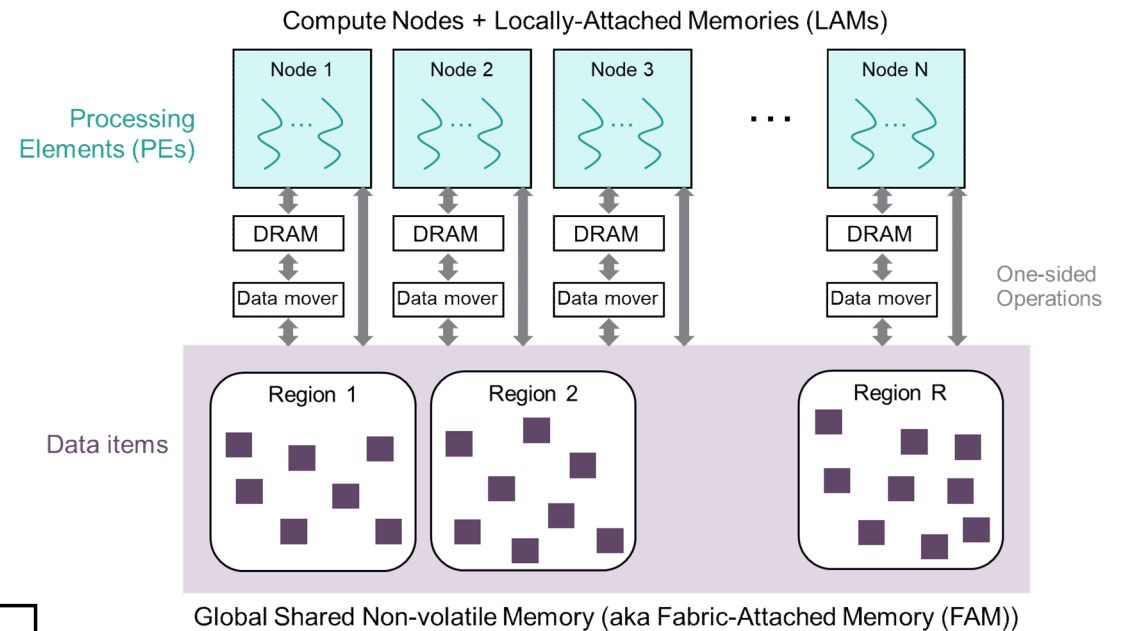 Compute Nodes + Locally-Attached Memories (LAMs)
Node 1
Node 2
Node 3
Node N
...
...
...
...
...
Processing
Elements (PEs)
DRAM
DRAM
DRAM
DRAM
Data mover
Data mover
Data mover
Data mover
One-sided
Operations
Region 1
Region 2
Region R
Data items
Global Shared Non-volatile Memory (aka Fabric-Attached Memory (FAM))